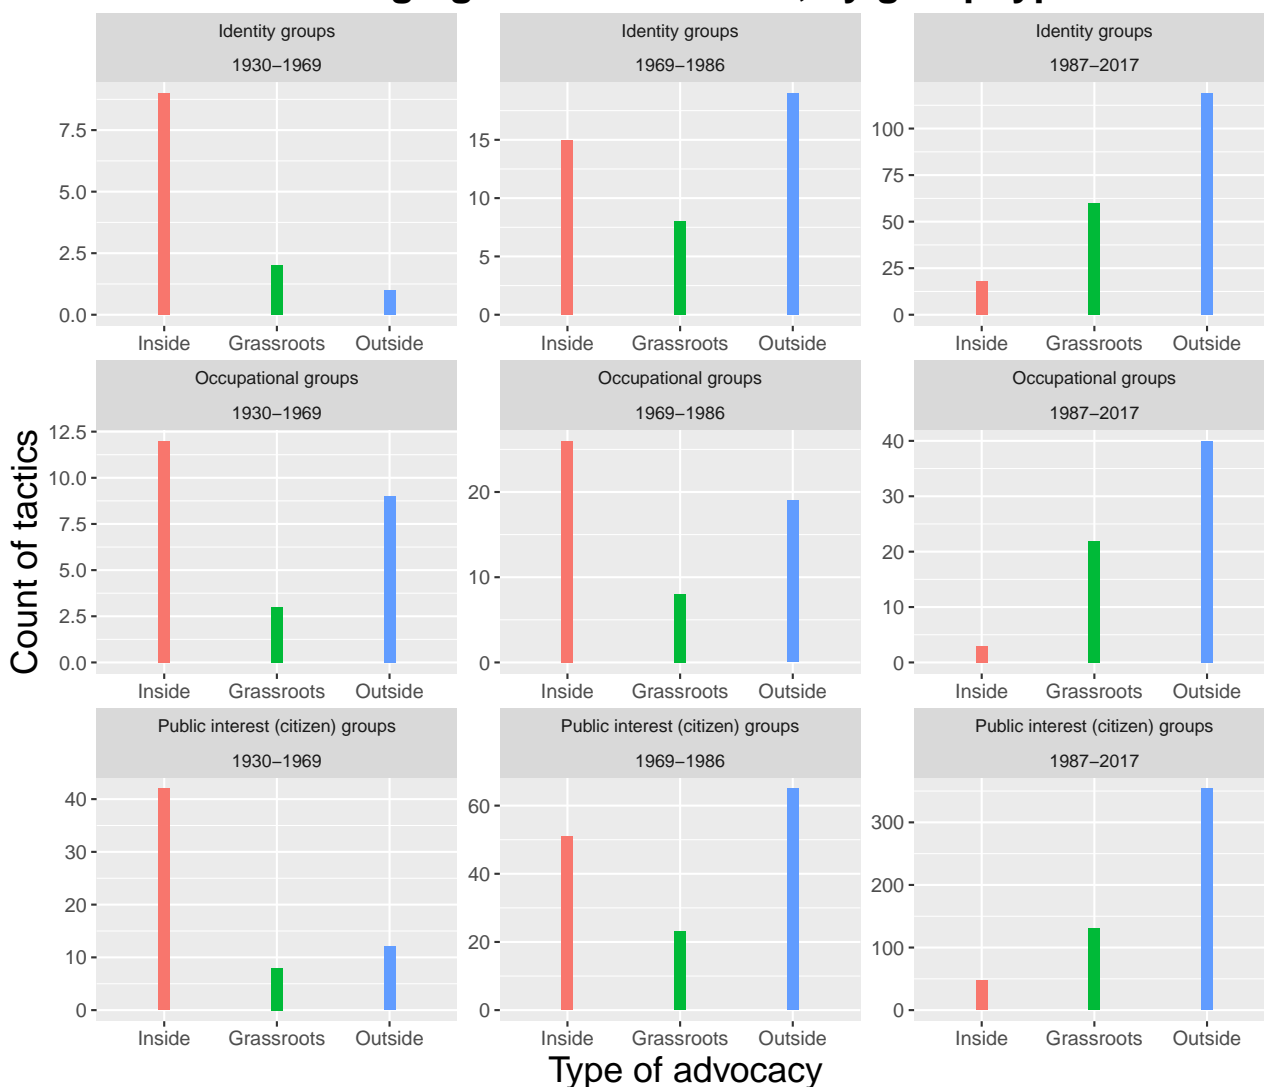 Identity groups
1930−1969
7.5
5.0
2.5
0.0
Inside Grassroots Outside
Identity groups
1969−1986
15
10
5
0
Inside Grassroots Outside
Identity groups
1987−2017
100
75
50
25
0
Inside Grassroots Outside
Count of tactics
Occupational groups
1930−1969
12.5
10.0
7.5
5.0
2.5
0.0
Inside Grassroots Outside
Occupational groups
1969−1986
20
10
0
Inside Grassroots Outside
Occupational groups
1987−2017
40
30
20
10
0
Inside Grassroots Outside
Public interest (citizen) groups
1930−1969
40
30
20
10
0
Inside Grassroots Outside
Public interest (citizen) groups
1969−1986
60
40
20
0
Inside Grassroots Outside
Public interest (citizen) groups
1987−2017
300
200
100
0
Inside Grassroots Outside
Type of advocacy